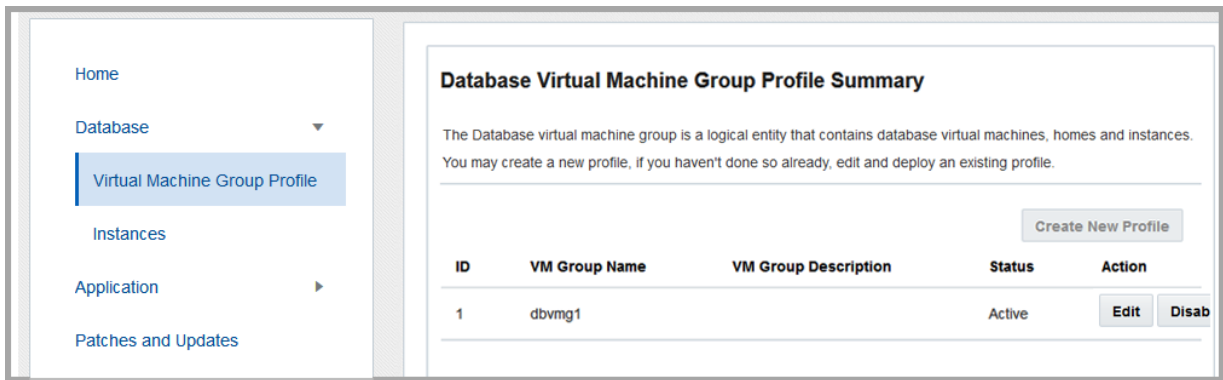 Home
Database
Virtual Machine Group Profile
Instances
Application
Patches and Updates
Database Virtual Machine Group Profile Summary
The Database virtual machine group is a logical entity that contains database virtual machines, homes and instances.
You may create a new profile, if you haven't done so already, edit and deploy an existing profile.
Create New Profile
ID VM Group Name VM Group Description Status Action
1 dbvmg1 Active Edit Disab